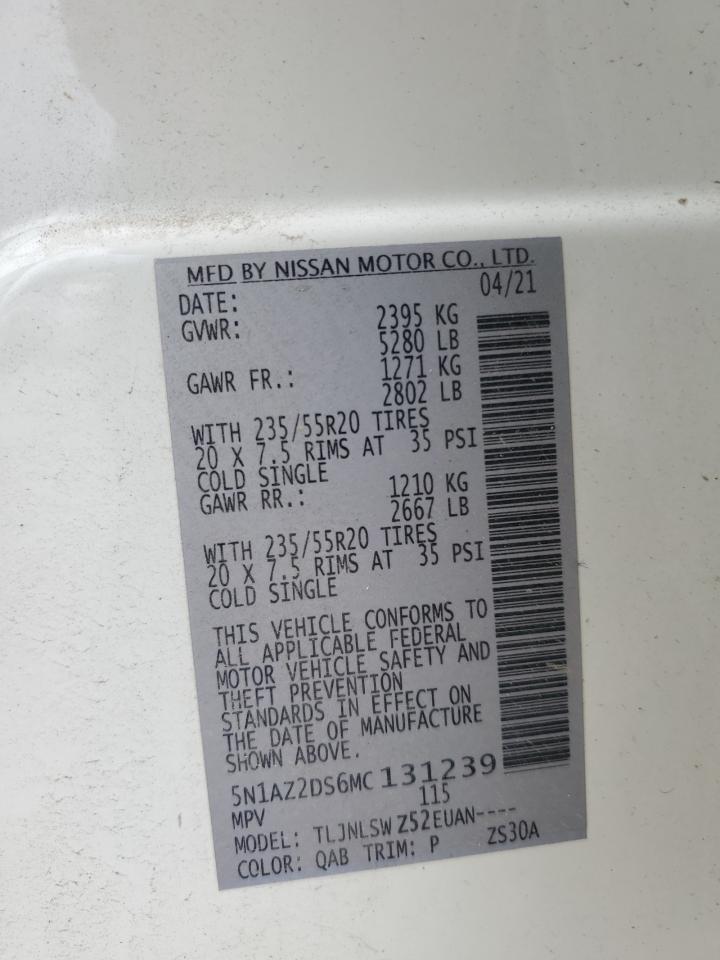 MFD BY NISSAN MOTOR CO., LTD.
DATE: 04/21
GVWR: 2395 KG
5280 LB
GAWR FR.: 1271 KG
2802 LB
WITH 235/55R20 TIRES
20 X 7.5 RIMS AT 35 PSI
COLD SINGLE
GAWR RR.: 1210 KG
2667 LB
WITH 235/55R20 TIRES
20 X 7.5 RIMS AT 35 PSI
COLD SINGLE
THIS VEHICLE CONFORMS TO
ALL APPLICABLE FEDERAL
MOTOR VEHICLE SAFETY AND
THEFT PREVENTION
STANDARDS IN EFFECT ON
THE DATE OF MANUFACTURE
SHOWN ABOVE.
5N1AZ2DS6MC131239
MPV 115
MODEL: TLJNLSWZ52EUAN----
COLOR: QAB TRIM: P ZS30A